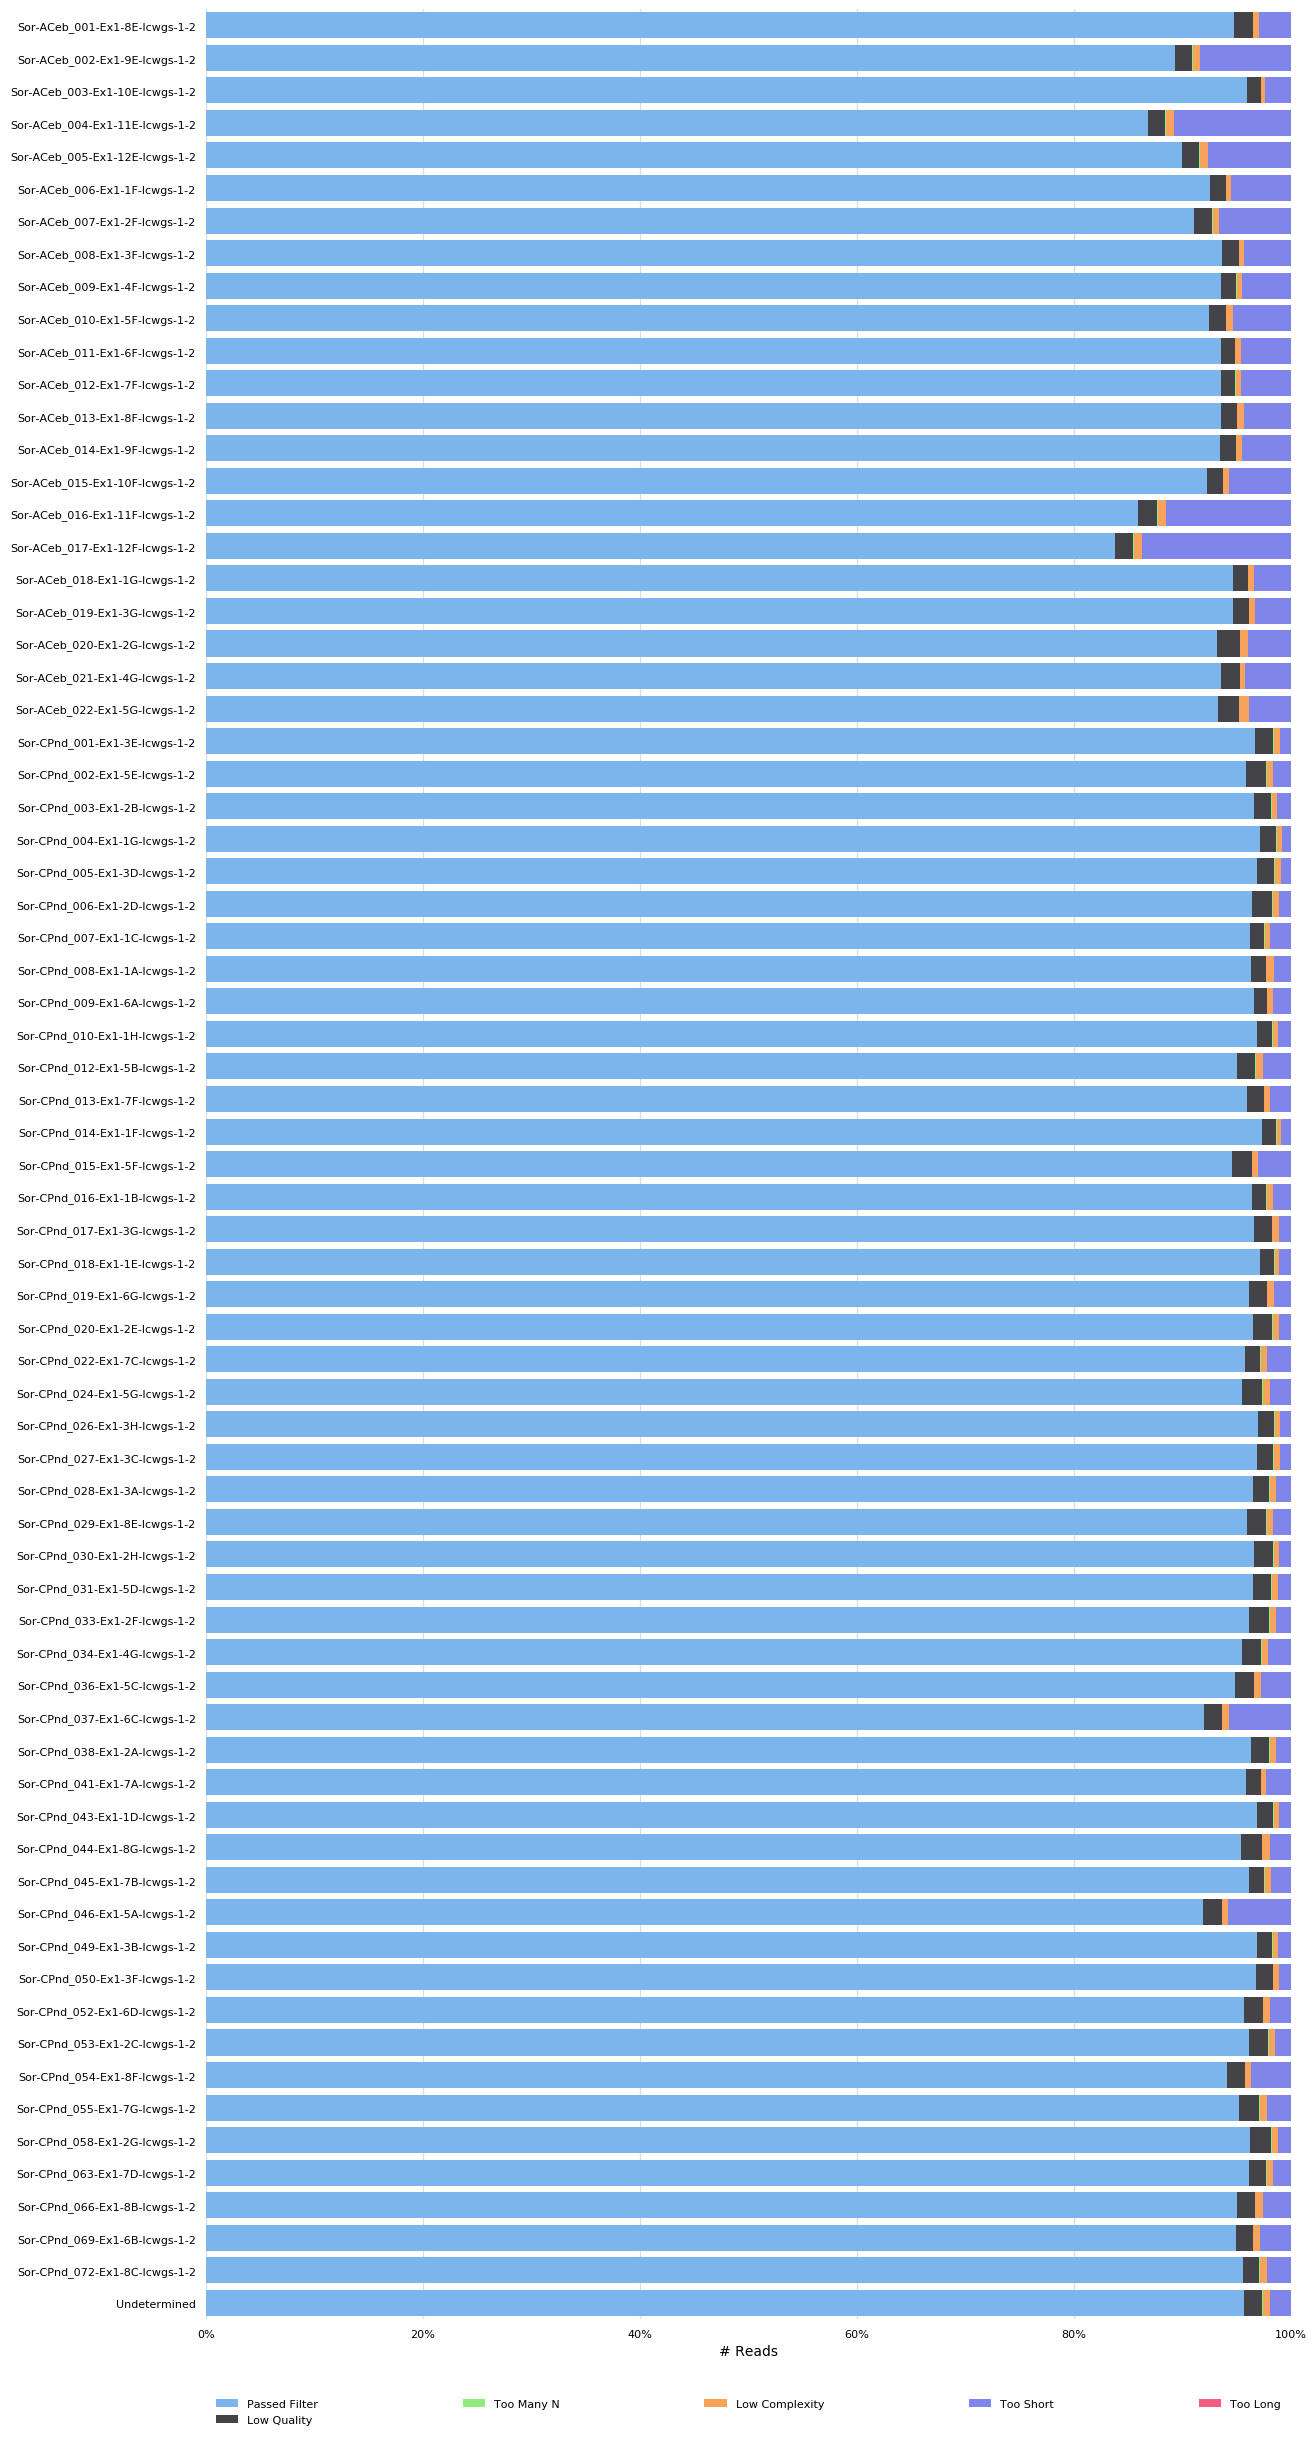 Sor-ACeb_001-Ex1-8E-lcwgs-1-2
Sor-ACeb_002-Ex1-9E-lcwgs-1-2
Sor-ACeb_003-Ex1-10E-lcwgs-1-2
Sor-ACeb_004-Ex1-11E-lcwgs-1-2
Sor-ACeb_005-Ex1-12E-lcwgs-1-2
Sor-ACeb_006-Ex1-1F-lcwgs-1-2
Sor-ACeb_007-Ex1-2F-lcwgs-1-2
Sor-ACeb_008-Ex1-3F-lcwgs-1-2
Sor-ACeb_009-Ex1-4F-lcwgs-1-2
Sor-ACeb_010-Ex1-5F-lcwgs-1-2
Sor-ACeb_011-Ex1-6F-lcwgs-1-2
Sor-ACeb_012-Ex1-7F-lcwgs-1-2
Sor-ACeb_013-Ex1-8F-lcwgs-1-2
Sor-ACeb_014-Ex1-9F-lcwgs-1-2
Sor-ACeb_015-Ex1-10F-lcwgs-1-2
Sor-ACeb_016-Ex1-11F-lcwgs-1-2
Sor-ACeb_017-Ex1-12F-lcwgs-1-2
Sor-ACeb_018-Ex1-1G-lcwgs-1-2
Sor-ACeb_019-Ex1-3G-lcwgs-1-2
Sor-ACeb_020-Ex1-2G-lcwgs-1-2
Sor-ACeb_021-Ex1-4G-lcwgs-1-2
Sor-ACeb_022-Ex1-5G-lcwgs-1-2
Sor-CPnd_001-Ex1-3E-lcwgs-1-2
Sor-CPnd_002-Ex1-5E-lcwgs-1-2
Sor-CPnd_003-Ex1-2B-lcwgs-1-2
Sor-CPnd_004-Ex1-1G-lcwgs-1-2
Sor-CPnd_005-Ex1-3D-lcwgs-1-2
Sor-CPnd_006-Ex1-2D-lcwgs-1-2
Sor-CPnd_007-Ex1-1C-lcwgs-1-2
Sor-CPnd_008-Ex1-1A-lcwgs-1-2
Sor-CPnd_009-Ex1-6A-lcwgs-1-2
Sor-CPnd_010-Ex1-1H-lcwgs-1-2
Sor-CPnd_012-Ex1-5B-lcwgs-1-2
Sor-CPnd_013-Ex1-7F-lcwgs-1-2
Sor-CPnd_014-Ex1-1F-lcwgs-1-2
Sor-CPnd_015-Ex1-5F-lcwgs-1-2
Sor-CPnd_016-Ex1-1B-lcwgs-1-2
Sor-CPnd_017-Ex1-3G-lcwgs-1-2
Sor-CPnd_018-Ex1-1E-lcwgs-1-2
Sor-CPnd_019-Ex1-6G-lcwgs-1-2
Sor-CPnd_020-Ex1-2E-lcwgs-1-2
Sor-CPnd_022-Ex1-7C-lcwgs-1-2
Sor-CPnd_024-Ex1-5G-lcwgs-1-2
Sor-CPnd_026-Ex1-3H-lcwgs-1-2
Sor-CPnd_027-Ex1-3C-lcwgs-1-2
Sor-CPnd_028-Ex1-3A-lcwgs-1-2
Sor-CPnd_029-Ex1-8E-lcwgs-1-2
Sor-CPnd_030-Ex1-2H-lcwgs-1-2
Sor-CPnd_031-Ex1-5D-lcwgs-1-2
Sor-CPnd_033-Ex1-2F-lcwgs-1-2
Sor-CPnd_034-Ex1-4G-lcwgs-1-2
Sor-CPnd_036-Ex1-5C-lcwgs-1-2
Sor-CPnd_037-Ex1-6C-lcwgs-1-2
Sor-CPnd_038-Ex1-2A-lcwgs-1-2
Sor-CPnd_041-Ex1-7A-lcwgs-1-2
Sor-CPnd_043-Ex1-1D-lcwgs-1-2
Sor-CPnd_044-Ex1-8G-lcwgs-1-2
Sor-CPnd_045-Ex1-7B-lcwgs-1-2
Sor-CPnd_046-Ex1-5A-lcwgs-1-2
Sor-CPnd_049-Ex1-3B-lcwgs-1-2
Sor-CPnd_050-Ex1-3F-lcwgs-1-2
Sor-CPnd_052-Ex1-6D-lcwgs-1-2
Sor-CPnd_053-Ex1-2C-lcwgs-1-2
Sor-CPnd_054-Ex1-8F-lcwgs-1-2
Sor-CPnd_055-Ex1-7G-lcwgs-1-2
Sor-CPnd_058-Ex1-2G-lcwgs-1-2
Sor-CPnd_063-Ex1-7D-lcwgs-1-2
Sor-CPnd_066-Ex1-8B-lcwgs-1-2
Sor-CPnd_069-Ex1-6B-lcwgs-1-2
Sor-CPnd_072-Ex1-8C-lcwgs-1-2
Undetermined
0% 20% 40% 60% 80% 100%
# Reads
Passed Filter Too Many N Low Complexity Too Short Too Long
Low Quality